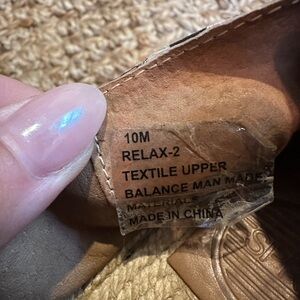 10M
RELAX-2
TEXTILE UPPER
BALANCE MAN MADE
MATERIALS
MADE IN CHINA